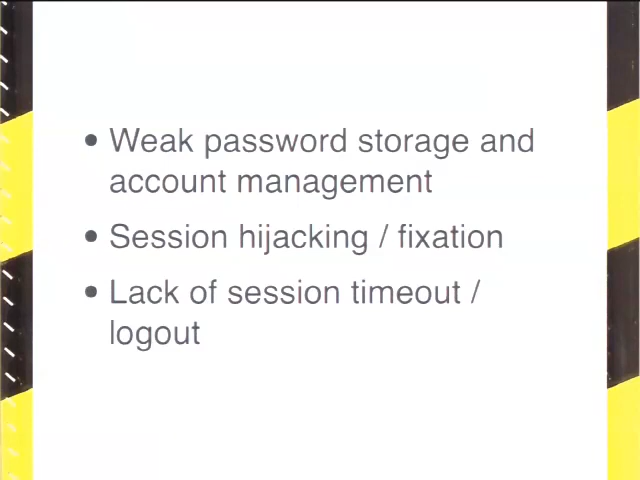 • Weak password storage and
account management
• Session hijacking / fixation
• Lack of session timeout /
logout